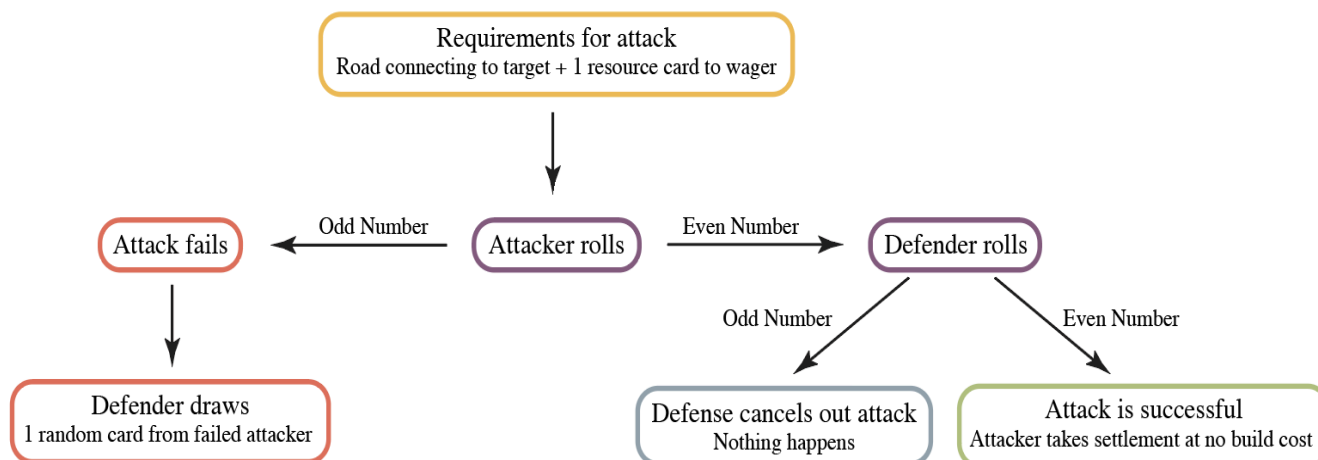 Requirements for attack
Road connecting to target + 1 resource card to wager
Odd Number
Even Number
Attack fails
Attacker rolls
Defender rolls
Odd Number
Even Number
Defender draws
1 random card from failed attacker
Defense cancels out attack
Nothing happens
Attack is successful
Attacker takes settlement at no build cost